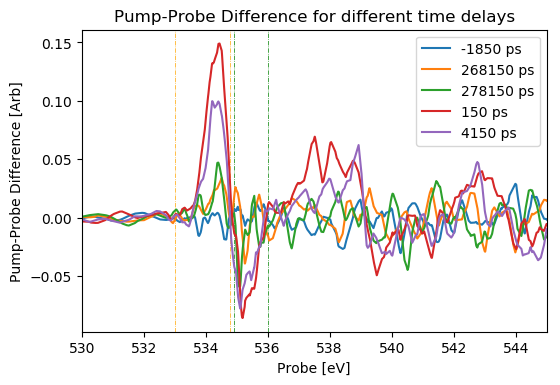 Pump-Probe Difference for different time delays
Pump-Probe Difference [Arb]
0.15
0.10
0.05
0.00
−0.05
-1850 ps
268150 ps
278150 ps
150 ps
4150 ps
530 532 534 536 538 540 542 544
Probe [eV]